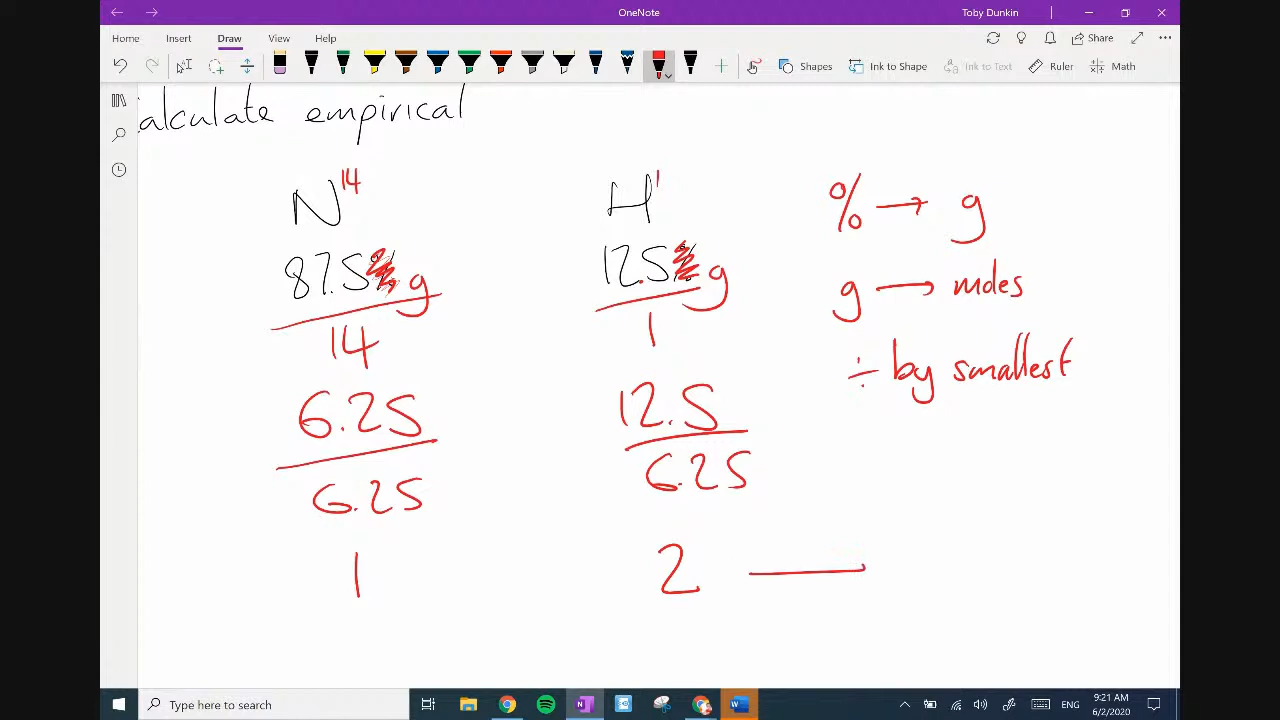 OneNote
Toby Dunkin
Home Insert Draw View Help
Share
Shapes Ink to Shape Ink to Text Ruler Math
alculate empirical
N 14 H 1
% → g
87.5 g 12.5 g
g → moles
14 1
÷ by smallest
6.25 12.5
6.25 6.25
1 2
Type here to search
ENG
9:21 AM
6/2/2020